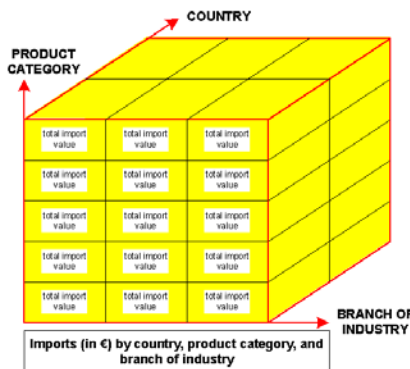 COUNTRY
PRODUCT
CATEGORY
total import total import total import
value value value
total import total import total import
value value value
total import total import total import
value value value
total import total import total import
value value value
total import total import total import
value value value
BRANCH OF
INDUSTRY
Imports (in €) by country, product category, and
branch of industry